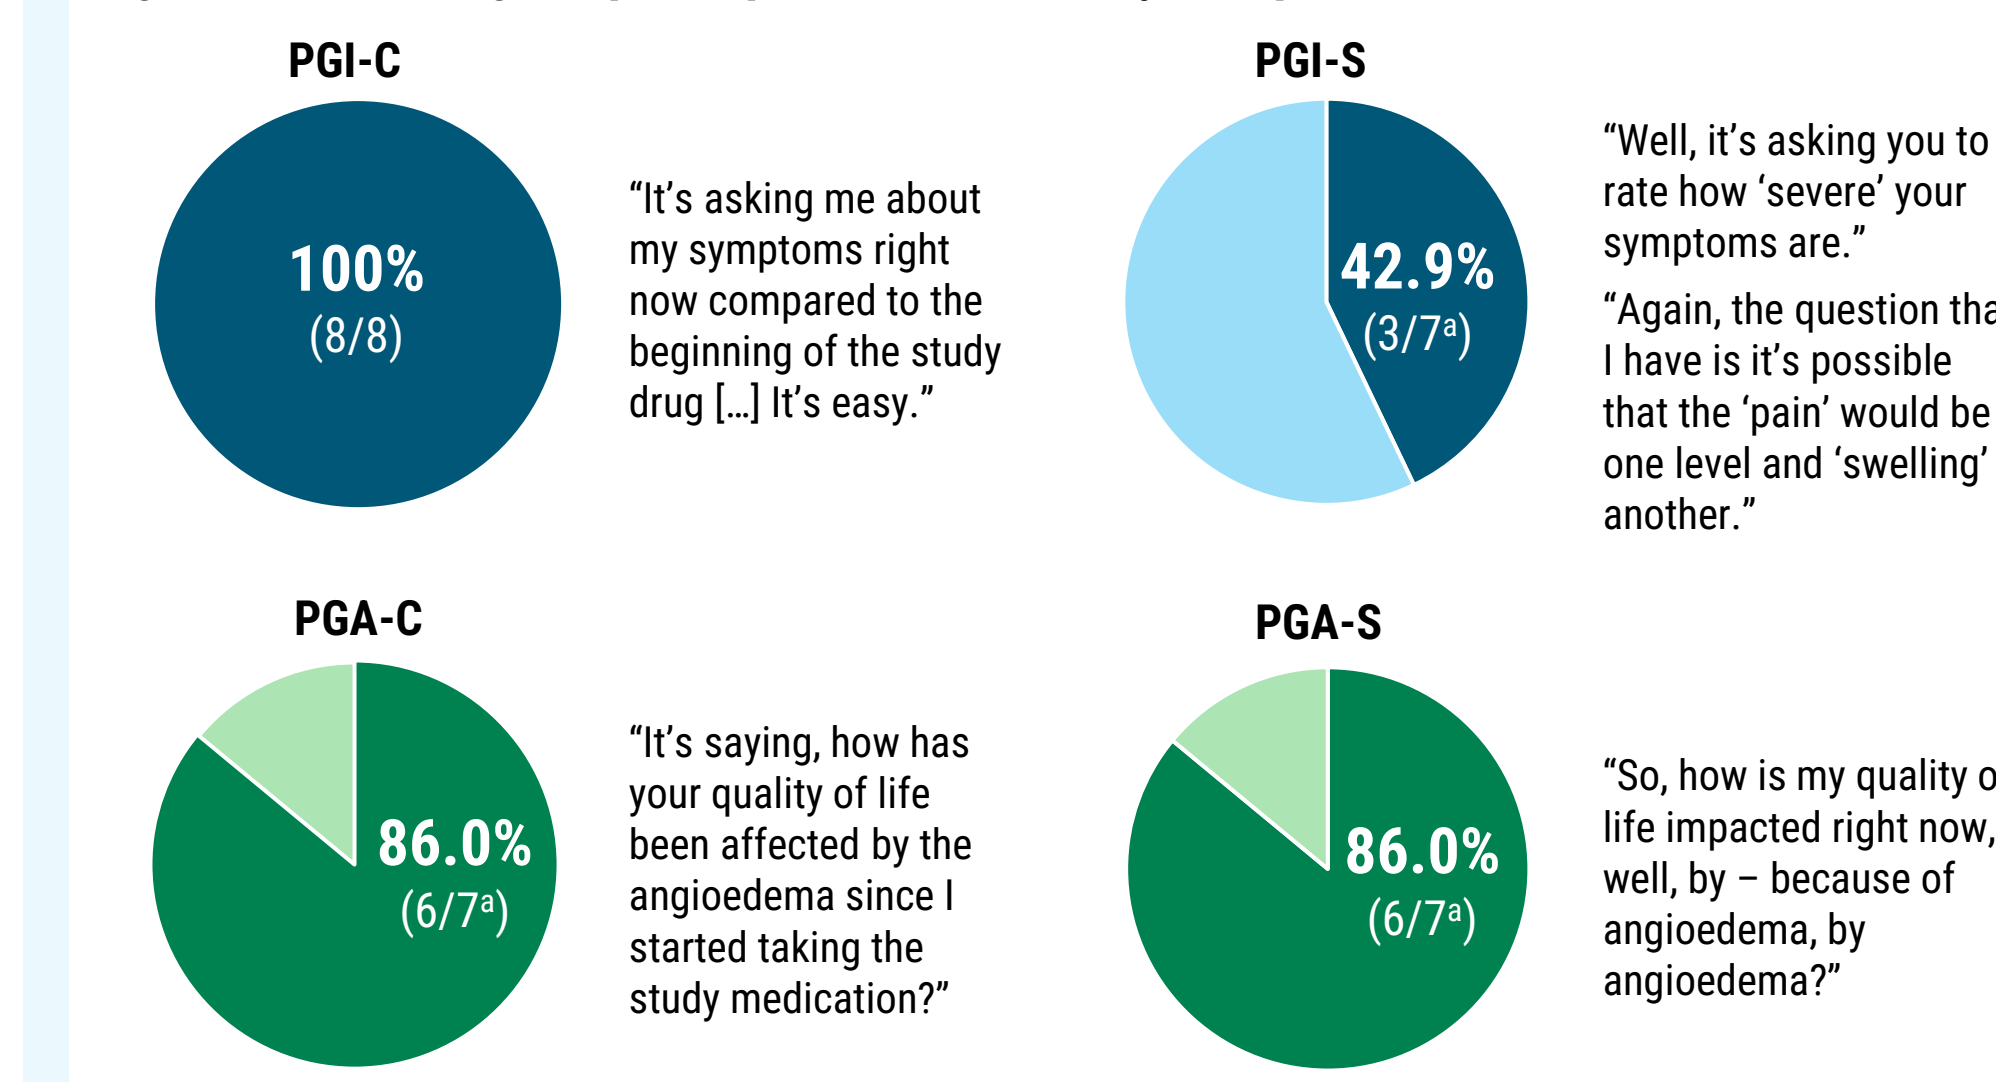 PGI-C
100%
(8/8)
“It’s asking me about
my symptoms right
now compared to the
beginning of the study
drug [...] It’s easy.”
PGI-S
42.9%
(3/7ᵃ)
“Well, it’s asking you to
rate how ‘severe’ your
symptoms are.”
“Again, the question
I have is it’s possible
that the ‘pain’ would be
one level and ‘swelling’
another.”
PGA-C
86.0%
(6/7ᵃ)
“It’s saying, how has
your quality of life
been affected by the
angioedema since I
started taking the
study medication?”
PGA-S
86.0%
(6/7ᵃ)
“So, how is my quality
life impacted right now,
well, by – because of
angioedema, by
angioedema?”